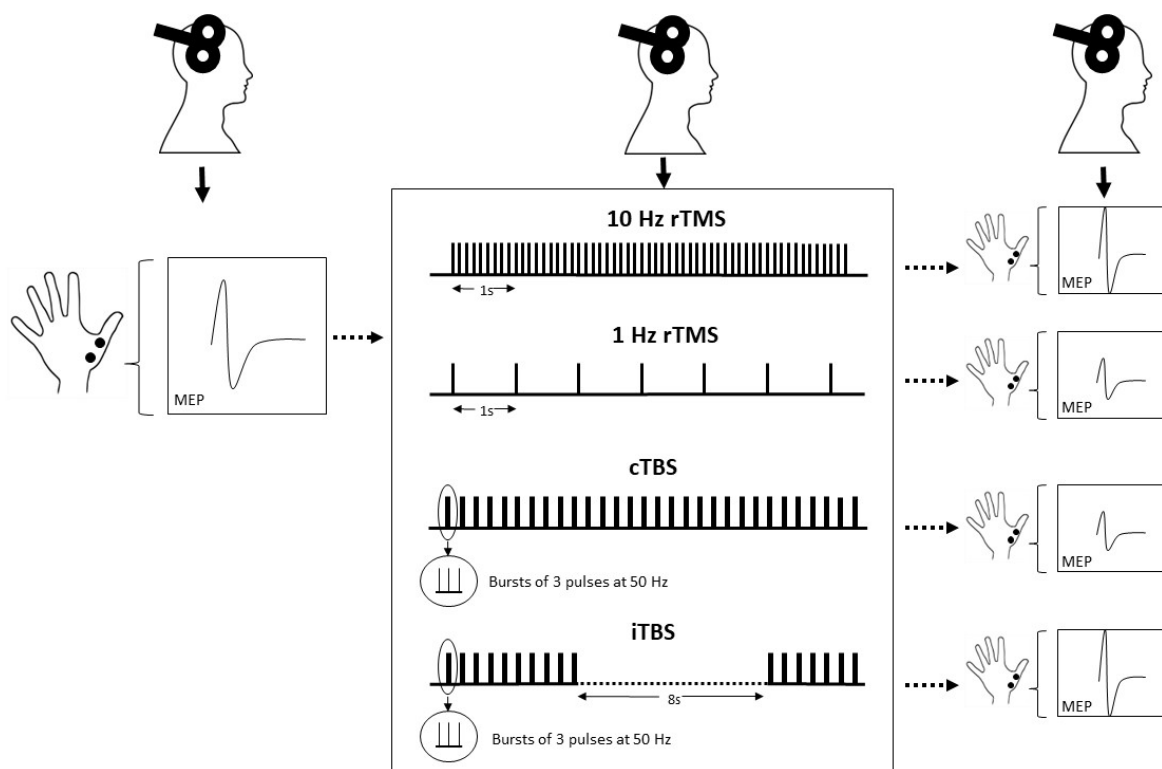 MEP
10 Hz rTMS
1s
1 Hz rTMS
1s
cTBS
Bursts of 3 pulses at 50 Hz
iTBS
8s
Bursts of 3 pulses at 50 Hz
MEP
MEP
MEP
MEP